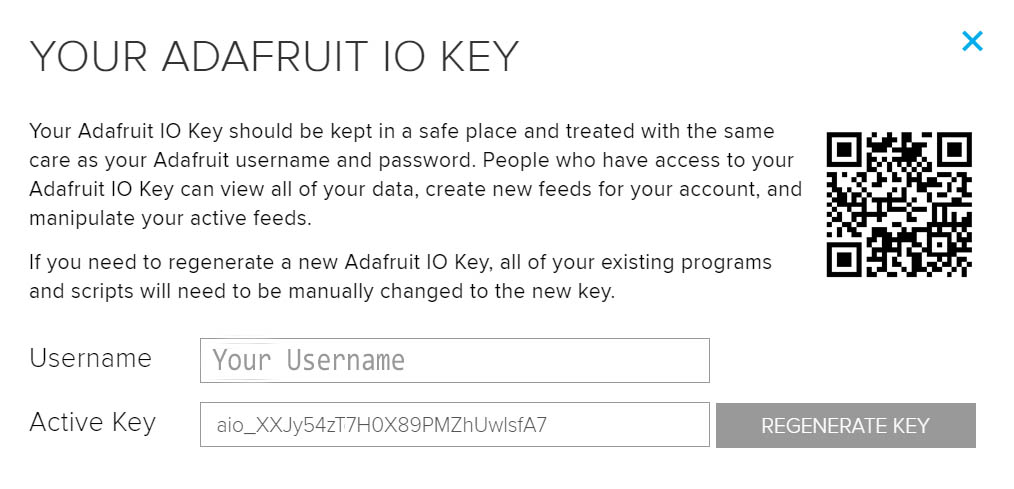 YOUR ADAFRUIT IO KEY
Your Adafruit IO Key should be kept in a safe place and treated with the same
care as your Adafruit username and password. People who have access to your
Adafruit IO Key can view all of your data, create new feeds for your account, and
manipulate your active feeds.
If you need to regenerate a new Adafruit IO Key, all of your existing programs
and scripts will need to be manually changed to the new key.
Username
Your Username
Active Key
aio_XXJy54zT7H0X89PMZhUwIsfA7
REGENERATE KEY